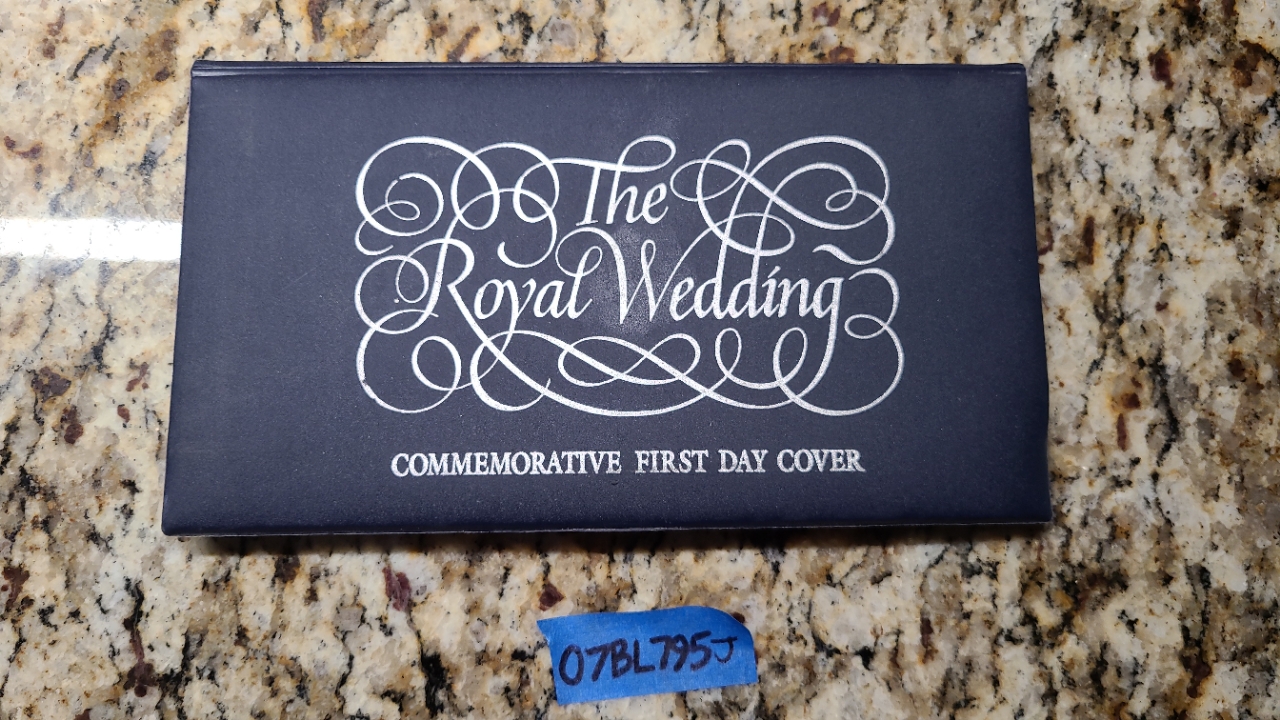 The
Royal Wedding
COMMEMORATIVE FIRST DAY COVER
07BL795J